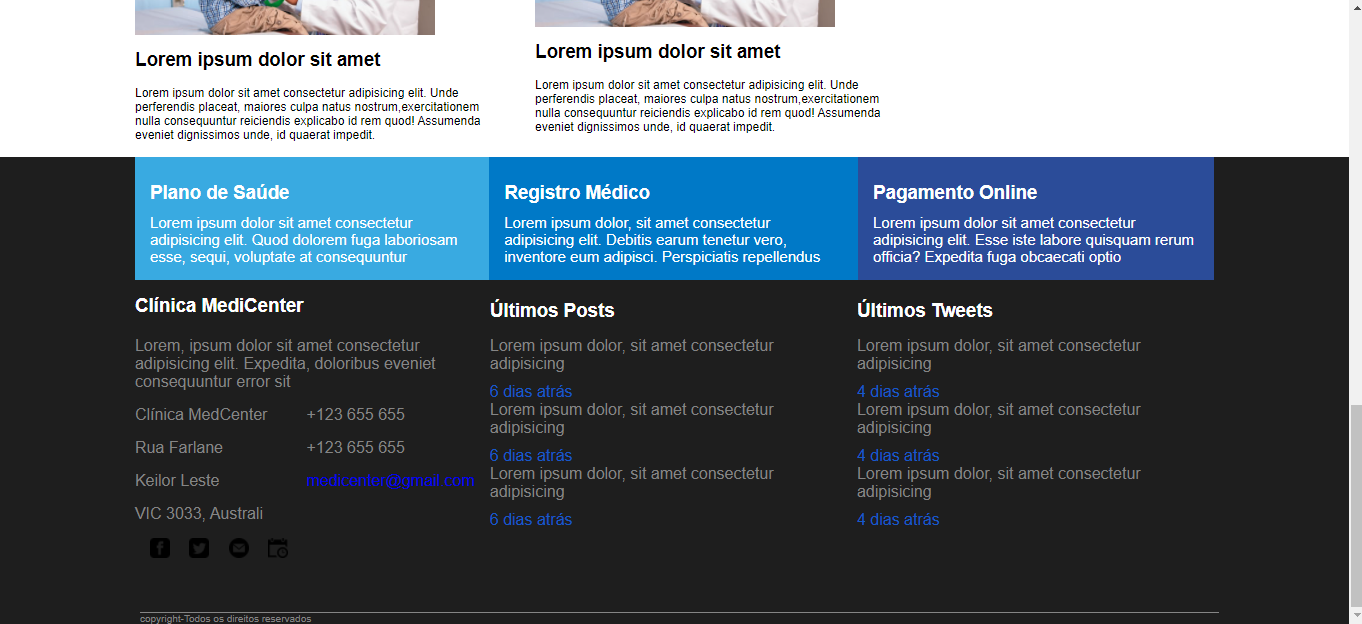 Lorem ipsum dolor sit amet
Lorem ipsum dolor sit amet consectetur adipisicing elit. Unde
perferendis placeat, maiores culpa natus nostrum,exercitationem
nulla consequuntur reiciendis explicabo id rem quod! Assumenda
eveniet dignissimos unde, id quaerat impedit.
Lorem ipsum dolor sit amet
Lorem ipsum dolor sit amet consectetur adipisicing elit. Unde
perferendis placeat, maiores culpa natus nostrum,exercitationem
nulla consequuntur reiciendis explicabo id rem quod! Assumenda
eveniet dignissimos unde, id quaerat impedit.
Plano de Saúde
Lorem ipsum dolor sit amet consectetur
adipisicing elit. Quod dolorem fuga laboriosam
esse, sequi, voluptate at consequuntur
Registro Médico
Lorem ipsum dolor, sit amet consectetur
adipisicing elit. Debitis earum tenetur vero,
inventore eum adipisci. Perspiciatis repellendus
Pagamento Online
Lorem ipsum dolor sit amet consectetur
adipisicing elit. Esse iste labore quisquam rerum
officia? Expedita fuga obcaecati optio
Clínica MediCenter
Lorem, ipsum dolor sit amet consectetur
adipisicing elit. Expedita, doloribus eveniet
consequuntur error sit
Clínica MedCenter
+123 655 655
Rua Farlane
+123 655 655
Keilor Leste
medicenter@gmail.com
VIC 3033, Australi
Últimos Posts
Lorem ipsum dolor, sit amet consectetur
adipisicing
6 dias atrás
Lorem ipsum dolor, sit amet consectetur
adipisicing
6 dias atrás
Lorem ipsum dolor, sit amet consectetur
adipisicing
6 dias atrás
Últimos Tweets
Lorem ipsum dolor, sit amet consectetur
adipisicing
4 dias atrás
Lorem ipsum dolor, sit amet consectetur
adipisicing
4 dias atrás
Lorem ipsum dolor, sit amet consectetur
adipisicing
4 dias atrás
copyright-Todos os direitos reservados